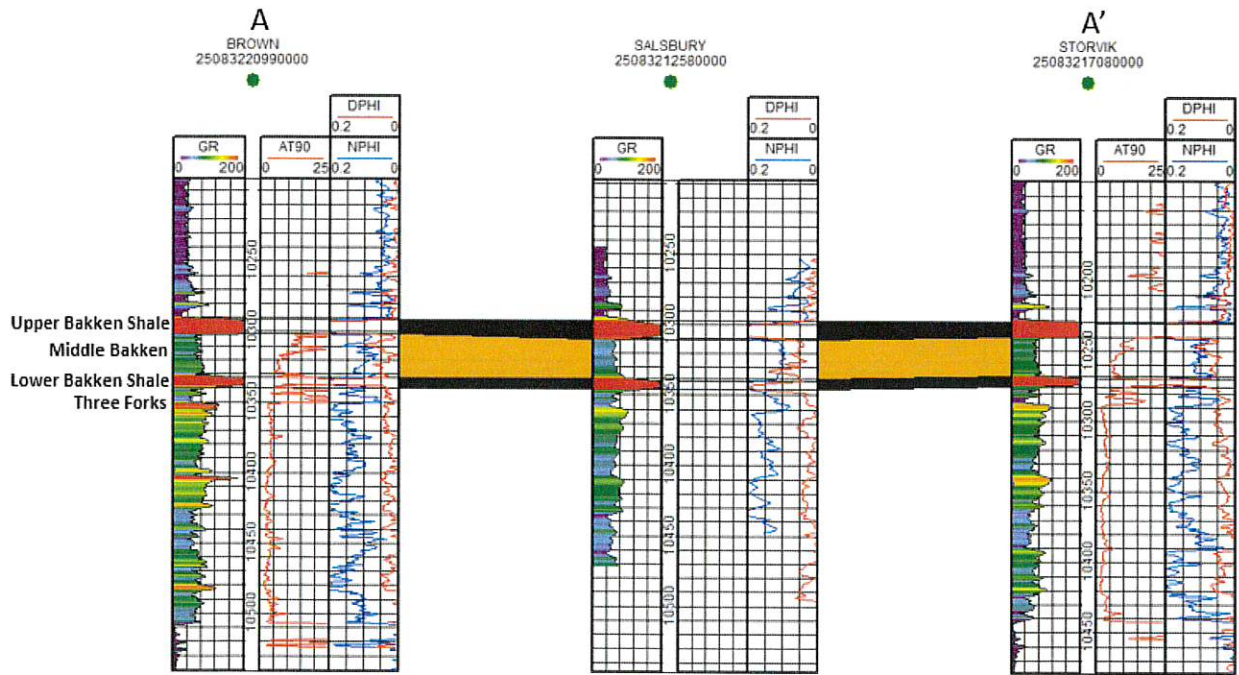 A
BROWN
25083220990000
SALSBURY
25083212580000
A'
STORVIK
25083217080000
DPHI
0.2 0
GR
0 200
AT90
0 25
NPHI
0.2 0
DPHI
0.2 0
GR
0 200
NPHI
0.2 0
DPHI
0.2 0
GR
0 200
AT90
0 25
NPHI
0.2 0
Upper Bakken Shale
Middle Bakken
Lower Bakken Shale
Three Forks
10250
10300
10350
10400
10450
10500
10250
10300
10350
10400
10450
10500
10200
10250
10300
10350
10400
10450